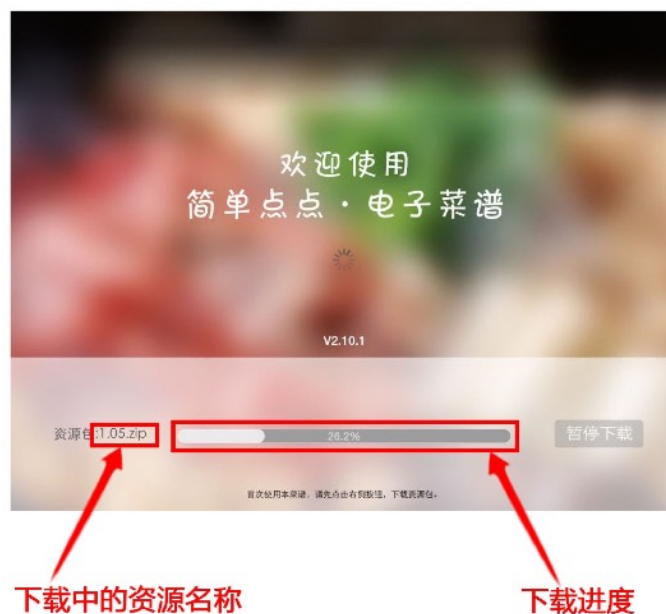 欢迎使用
简单点点·电子菜谱
V2.10.1
资源包:1.05.zip
26.2%
暂停下载
首次使用本菜谱，请先点击右侧按钮，下载资源包。
下载中的资源名称
下载进度